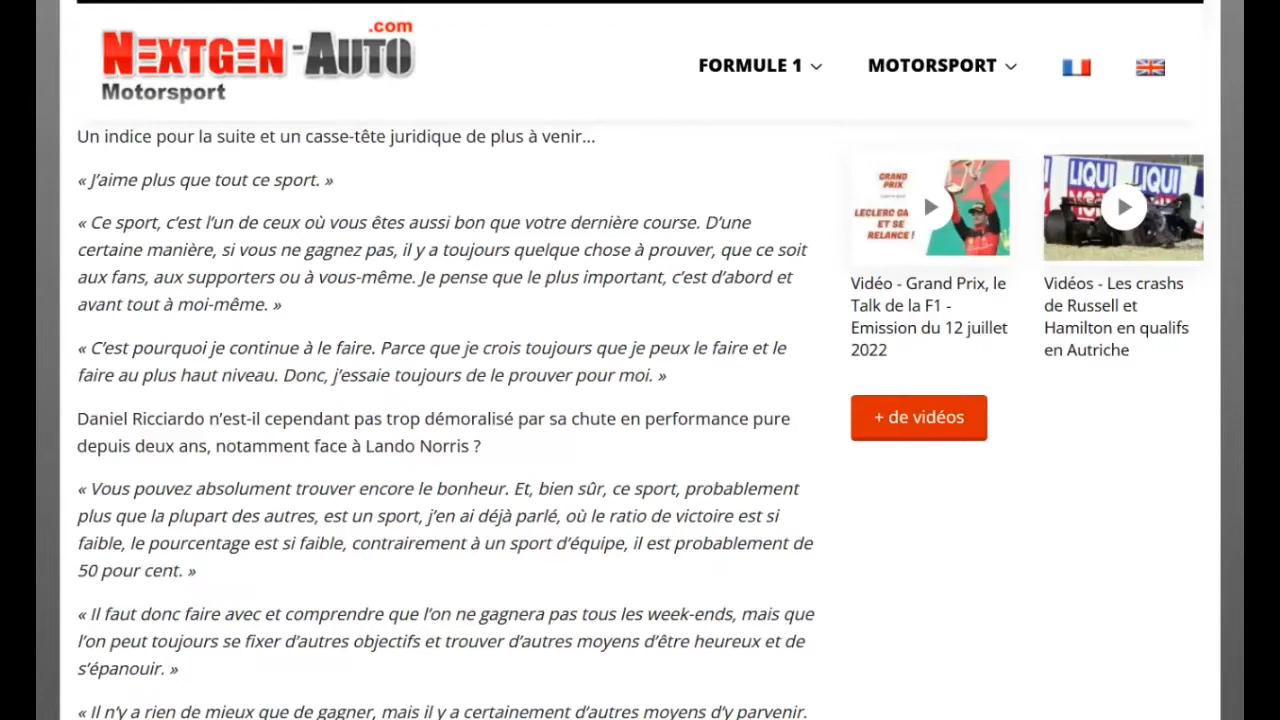 .com
NEXTGEN-AUTO
Motorsport
FORMULE 1
MOTORSPORT
Un indice pour la suite et un casse-tête juridique de plus à venir...
« J’aime plus que tout ce sport. »
« Ce sport, c’est l’un de ceux où vous êtes aussi bon que votre dernière course. D’une
certaine manière, si vous ne gagnez pas, il y a toujours quelque chose à prouver, que ce soit
aux fans, aux supporters ou à vous-même. Je pense que le plus important, c’est d’abord et
avant tout à moi-même. »
« C’est pourquoi je continue à le faire. Parce que je crois toujours que je peux le faire et le
faire au plus haut niveau. Donc, j’essaie toujours de le prouver pour moi. »
Daniel Ricciardo n’est-il cependant pas trop démoralisé par sa chute en performance pure
depuis deux ans, notamment face à Lando Norris ?
« Vous pouvez absolument trouver encore le bonheur. Et, bien sûr, ce sport, probablement
plus que la plupart des autres, est un sport, j’en ai déjà parlé, où le ratio de victoire est si
faible, le pourcentage est si faible, contrairement à un sport d’équipe, il est probablement de
50 pour cent. »
« Il faut donc faire avec et comprendre que l’on ne gagnera pas tous les week-ends, mais que
l’on peut toujours se fixer d’autres objectifs et trouver d’autres moyens d’être heureux et de
s’épanouir. »
« Il n’y a rien de mieux que de gagner, mais il y a certainement d’autres moyens d’y parvenir.
GRAND
PRIX
LECLERC GA
ET SE
RELANCE !
LIQUI
LIQUI
Vidéo - Grand Prix, le
Talk de la F1 -
Emission du 12 juillet
2022
Vidéos - Les crashs
de Russell et
Hamilton en qualifs
en Autriche
+ de vidéos